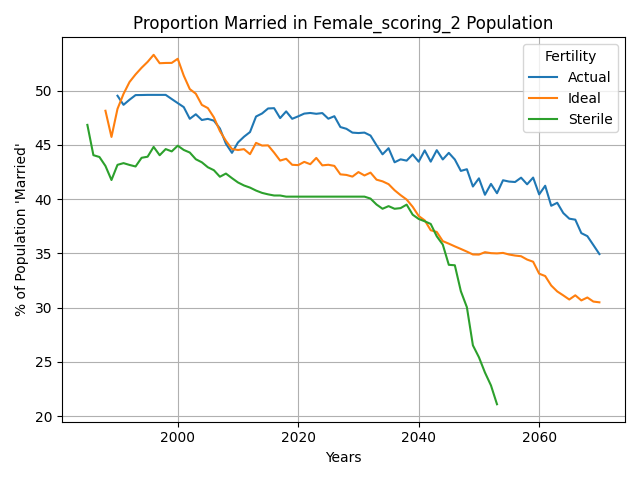 Proportion Married in Female_scoring_2 Population
Fertility
Actual
Ideal
Sterile
% of Population 'Married'
50
45
40
35
30
25
20
2000
2020
2040
2060
Years